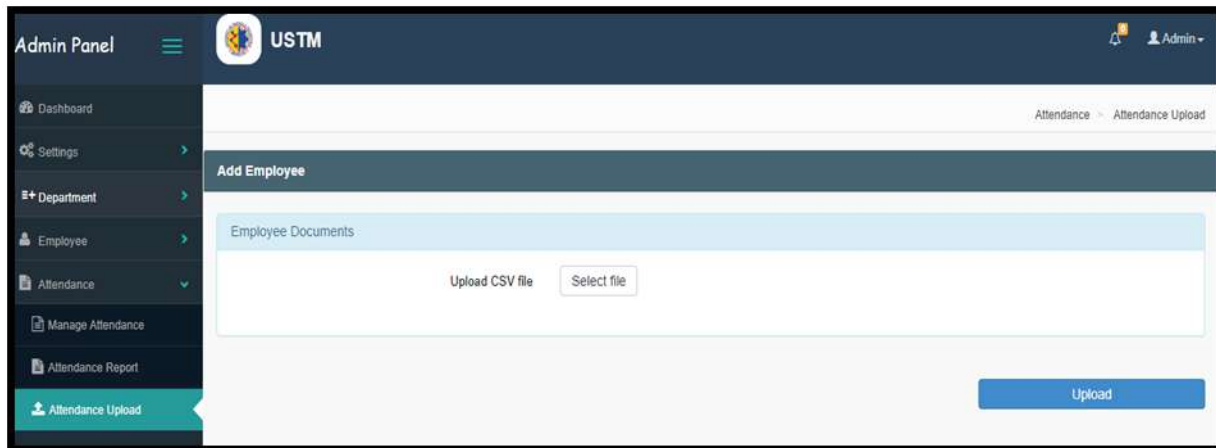 Admin Panel
USTM
Admin
Dashboard
Settings
Department
Employee
Attendance
Manage Attendance
Attendance Report
Attendance Upload
Attendance > Attendance Upload
Add Employee
Employee Documents
Upload CSV file
Select file
Upload